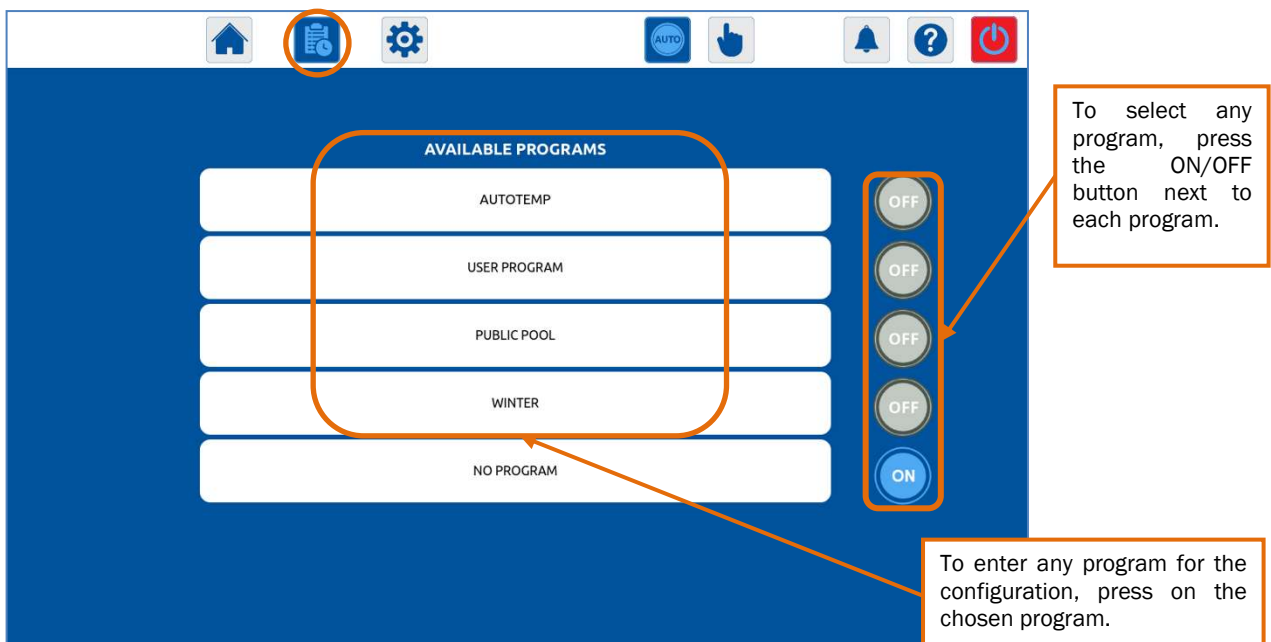 AUTO
?
To select any
program, press
the ON/OFF
button next to
each program.
AVAILABLE PROGRAMS
AUTOTEMP
OFF
USER PROGRAM
OFF
PUBLIC POOL
OFF
WINTER
OFF
NO PROGRAM
ON
To enter any program for the
configuration, press on the
chosen program.